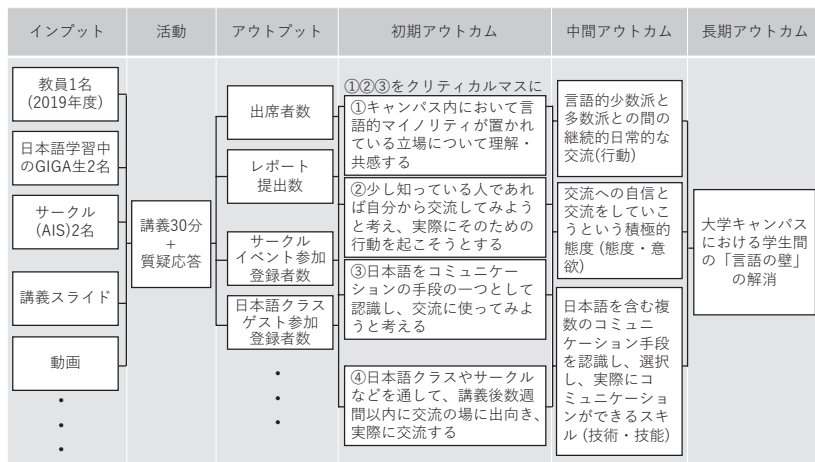 インプット
活動
アウトプット
初期アウトカム
中間アウトカム
長期アウトカム
教員1名
(2019年度)
日本語学習中
のGIGA生2名
サークル
(AIS)2名
講義スライド
動画
・
・
・
講義30分
+
質疑応答
出席者数
レポート
提出数
サークル
イベント参加
登録者数
日本語クラス
ゲスト参加
登録者数
・
・
・
①②③をクリティカルマスに
①キャンパス内において言
語的マイノリティが置かれ
ている立場について理解・
共感する
②少し知っている人であれ
ば自分から交流してみよう
と考え、実際にそのための
行動を起こそうとする
③日本語をコミュニケー
ションの手段の一つとして
認識し、交流に使ってみよ
うと考える
④日本語クラスやサークル
などを通して、講義後数週
間以内に交流の場に出向き、
実際に交流する
言語的少数派と
多数派との間の
継続的日常的な
交流(行動)
交流への自信と
交流をしていこ
うという積極的
態度 (態度・意
欲)
日本語を含む複
数のコミュニ
ケーション手段
を認識し、選択
し、実際にコ
ミュニケーショ
ンができるスキ
ル (技術・技能)
大学キャンパス
における学生間
の「言語の壁」
の解消